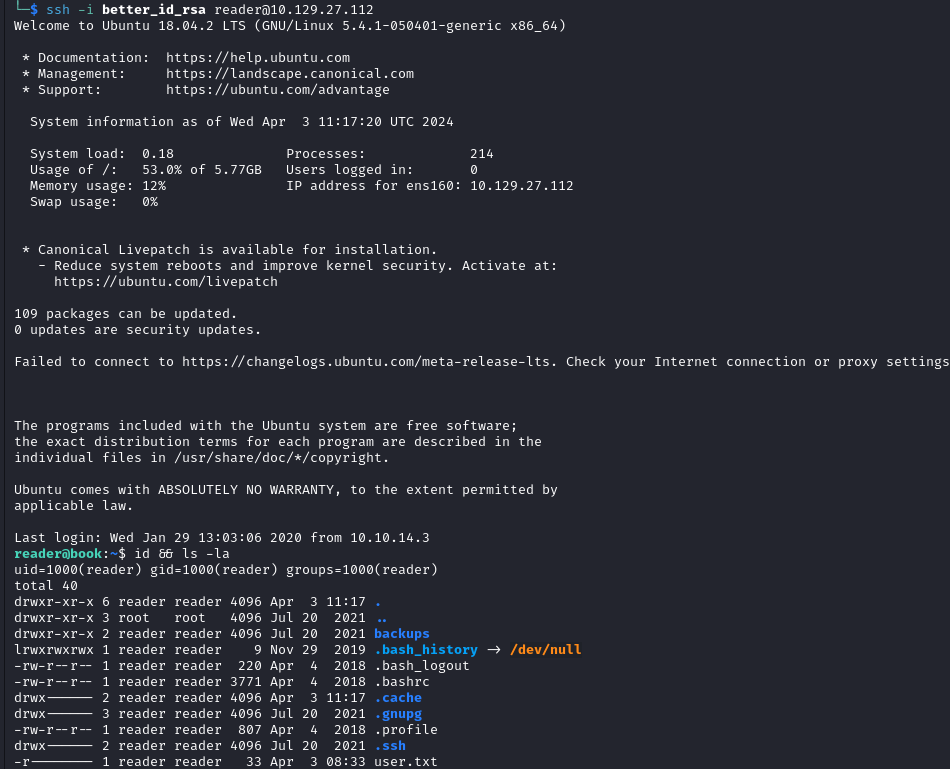 └─$ ssh -i better_id_rsa reader@10.129.27.112
Welcome to Ubuntu 18.04.2 LTS (GNU/Linux 5.4.1-050401-generic x86_64)
 * Documentation:  https://help.ubuntu.com
 * Management:     https://landscape.canonical.com
 * Support:        https://ubuntu.com/advantage
  System information as of Wed Apr  3 11:17:20 UTC 2024
  System load:  0.18              Processes:             214
  Usage of /:   53.0% of 5.77GB   Users logged in:       0
  Memory usage: 12%               IP address for ens160: 10.129.27.112
  Swap usage:   0%
 * Canonical Livepatch is available for installation.
   - Reduce system reboots and improve kernel security. Activate at:
     https://ubuntu.com/livepatch
109 packages can be updated.
0 updates are security updates.
Failed to connect to https://changelogs.ubuntu.com/meta-release-lts. Check your Internet connection or proxy settings
The programs included with the Ubuntu system are free software;
the exact distribution terms for each program are described in the
individual files in /usr/share/doc/*/copyright.
Ubuntu comes with ABSOLUTELY NO WARRANTY, to the extent permitted by
applicable law.
Last login: Wed Jan 29 13:03:06 2020 from 10.10.14.3
reader@book:~$ id && ls -la
uid=1000(reader) gid=1000(reader) groups=1000(reader)
total 40
drwxr-xr-x 6 reader reader 4096 Apr  3 11:17 .
drwxr-xr-x 3 root   root   4096 Jul 20  2021 ..
drwxr-xr-x 2 reader reader 4096 Jul 20  2021 backups
lrwxrwxrwx 1 reader reader    9 Nov 29  2019 .bash_history -> /dev/null
-rw-r--r-- 1 reader reader  220 Apr  4  2018 .bash_logout
-rw-r--r-- 1 reader reader 3771 Apr  4  2018 .bashrc
drwx------ 2 reader reader 4096 Apr  3 11:17 .cache
drwx------ 3 reader reader 4096 Jul 20  2021 .gnupg
-rw-r--r-- 1 reader reader  807 Apr  4  2018 .profile
drwx------ 2 reader reader 4096 Jul 20  2021 .ssh
-r-------- 1 reader reader   33 Apr  3 08:33 user.txt